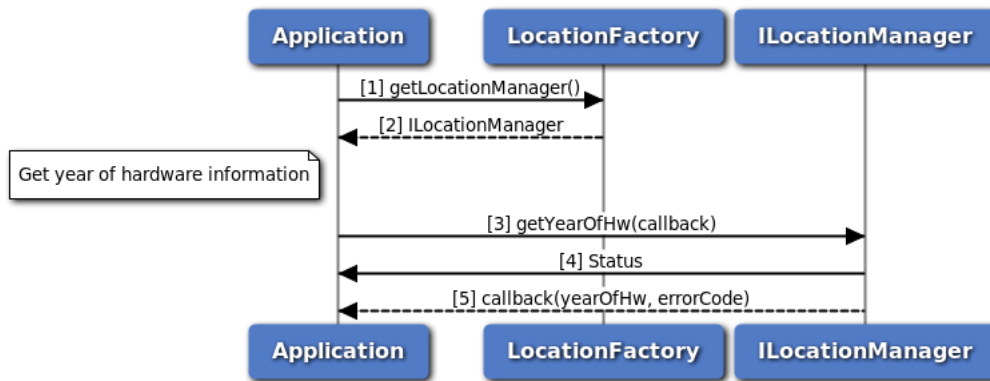 Application
LocationFactory
ILocationManager
[1] getLocationManager()
[2] ILocationManager
Get year of hardware information
[3] getYearOfHw(callback)
[4] Status
[5] callback(yearOfHw, errorCode)
Application
LocationFactory
ILocationManager